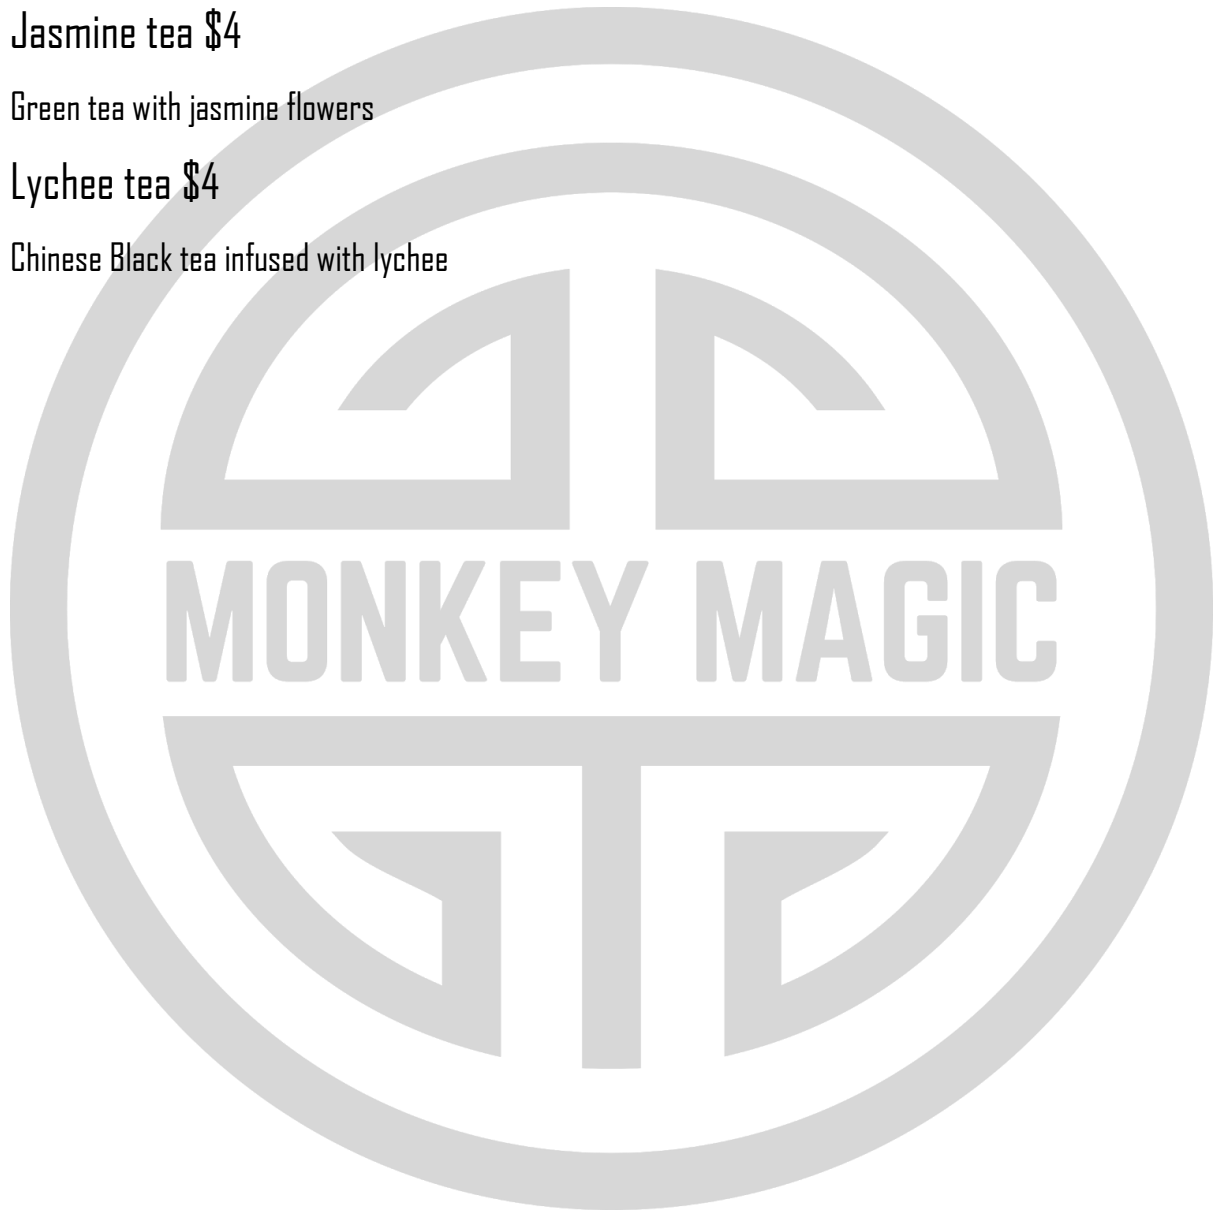 Jasmine tea $4
Green tea with jasmine flowers
Lychee tea $4
Chinese Black tea infused with lychee
MONKEY MAGIC